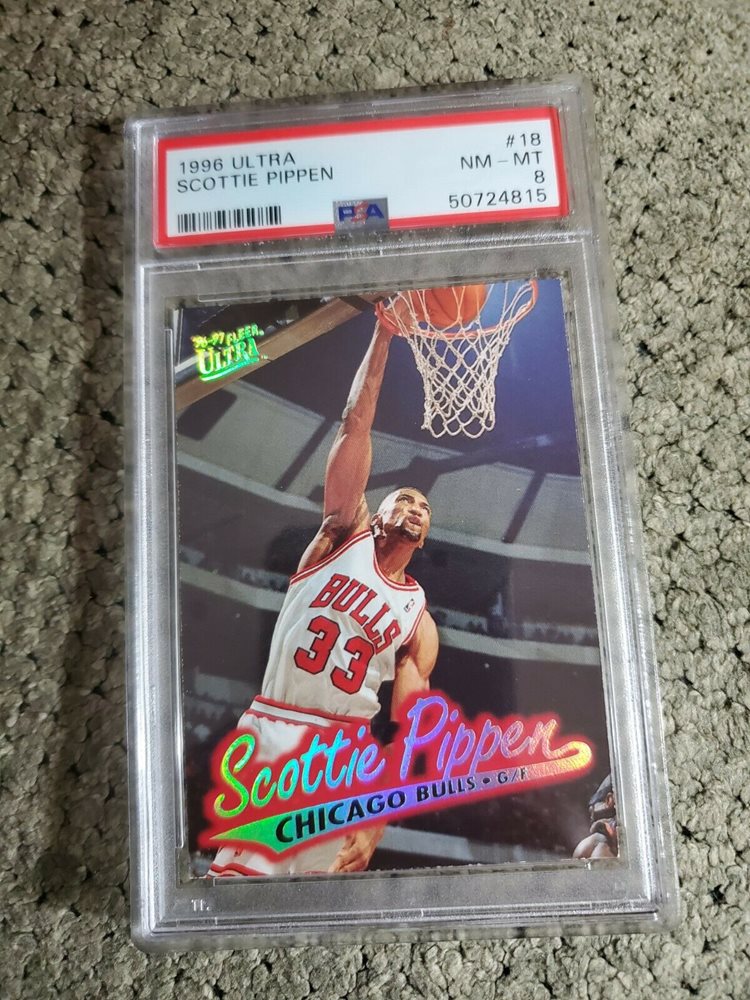 1996 ULTRA
SCOTTIE PIPPEN
#18
NM - MT
8
50724815
PSA
'96-'97 FLEER
ULTRA
BULLS
33
Scottie Pippen
CHICAGO BULLS • G/F